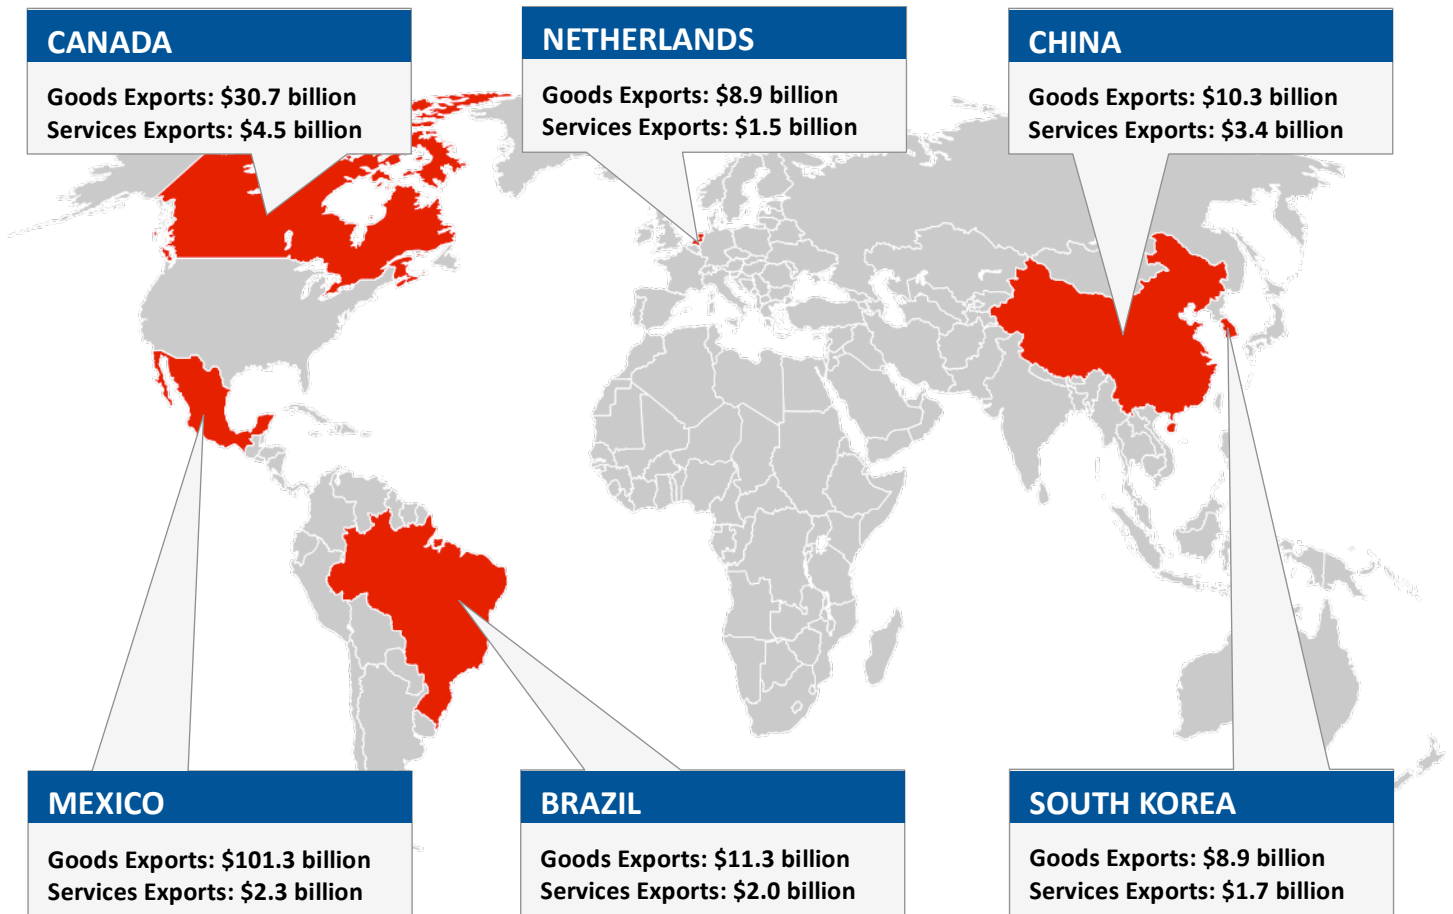 CANADA
Goods Exports: $30.7 billion
Services Exports: $4.5 billion
NETHERLANDS
Goods Exports: $8.9 billion
Services Exports: $1.5 billion
CHINA
Goods Exports: $10.3 billion
Services Exports: $3.4 billion
MEXICO
Goods Exports: $101.3 billion
Services Exports: $2.3 billion
BRAZIL
Goods Exports: $11.3 billion
Services Exports: $2.0 billion
SOUTH KOREA
Goods Exports: $8.9 billion
Services Exports: $1.7 billion